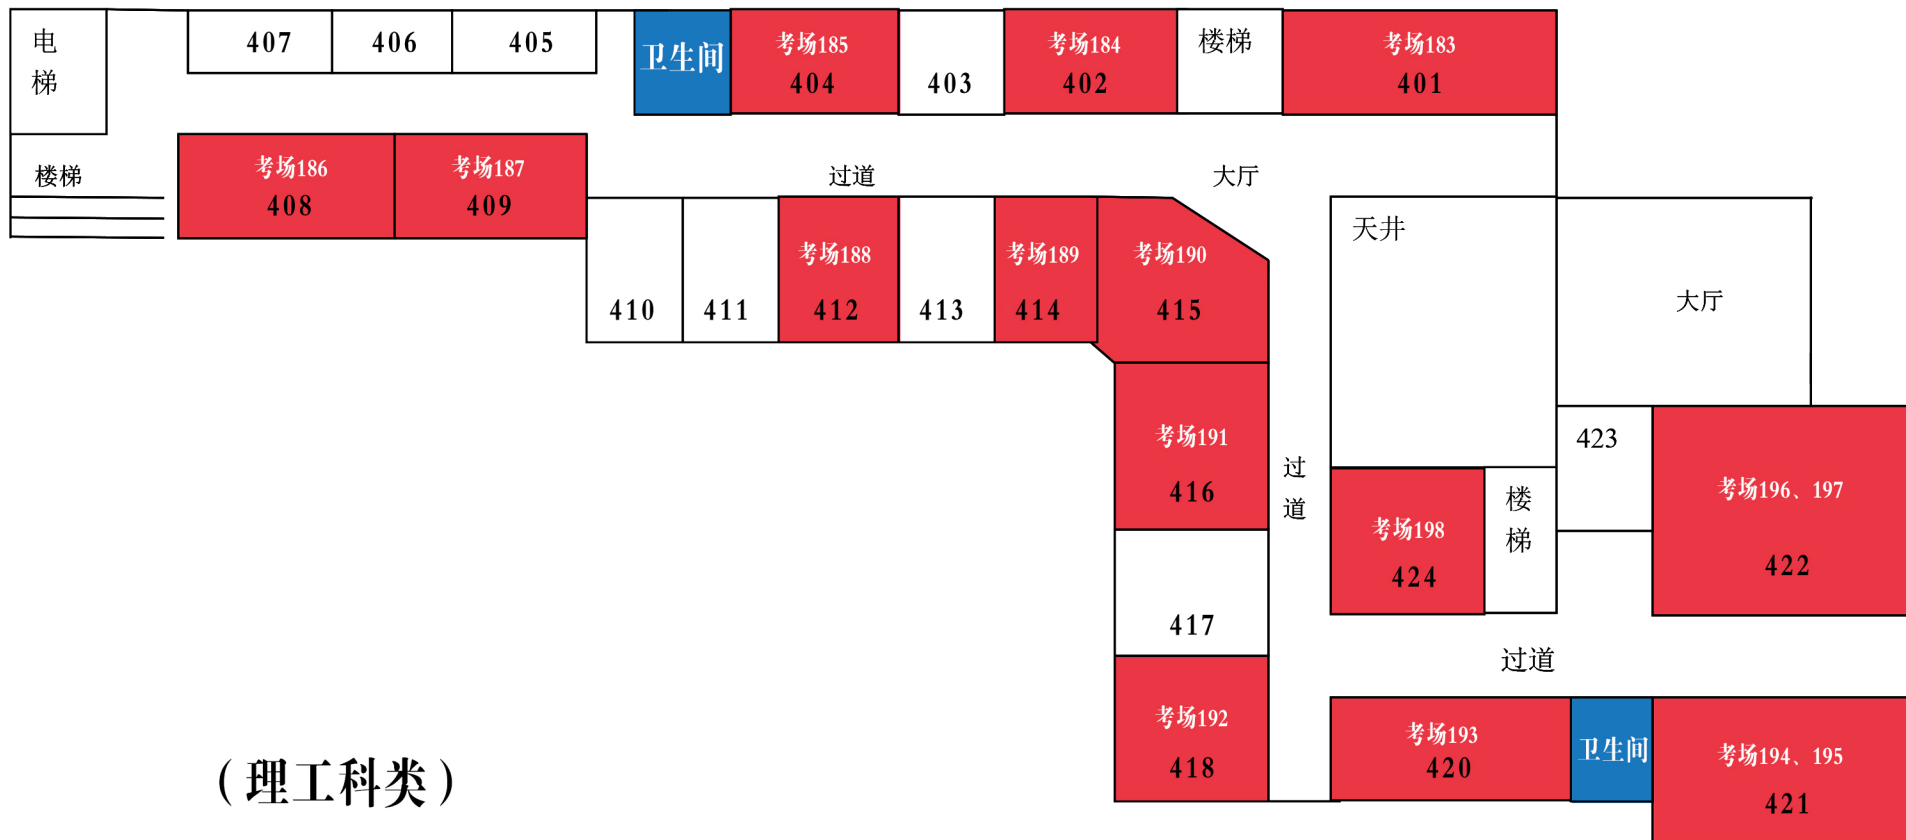 电
梯
407
406
405
卫生间
考场185
404
403
考场184
402
楼梯
考场183
401
楼梯
考场186
408
考场187
409
过道
大厅
410
411
考场188
412
413
考场189
414
考场190
415
天井
大厅
考场191
416
过
道
423
考场196、197
422
考场198
424
楼
梯
417
过道
考场192
418
考场193
420
卫生间
考场194、195
421
（理工科类）